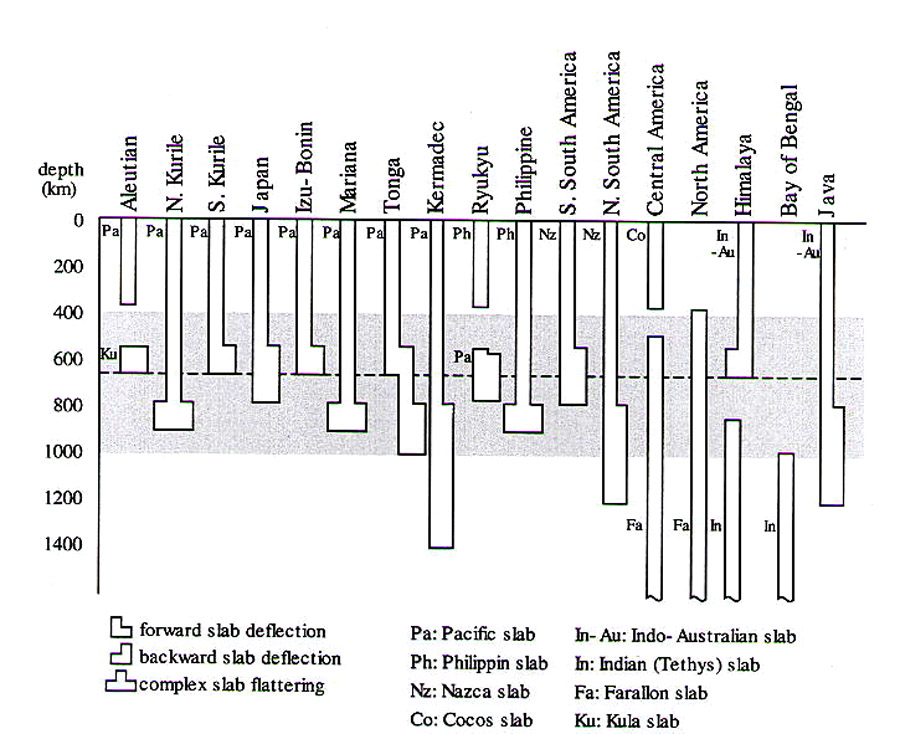 Aleutian
N. Kurile
S. Kurile
Japan
Izu- Bonin
Mariana
Tonga
Kermadec
Ryukyu
Philippine
S. South America
N. South America
Central America
North America
Himalaya
Bay of Bengal
Java
depth
(km)
0
200
400
600
800
1000
1200
1400
Pa Pa Pa Pa Pa Pa Pa Pa Ph Ph Nz Nz Co In In
-Au -Au
Ku Pa
Fa Fa In In
forward slab deflection
backward slab deflection
complex slab flattering
Pa: Pacific slab
Ph: Philippin slab
Nz: Nazca slab
Co: Cocos slab
In- Au: Indo- Australian slab
In: Indian (Tethys) slab
Fa: Farallon slab
Ku: Kula slab